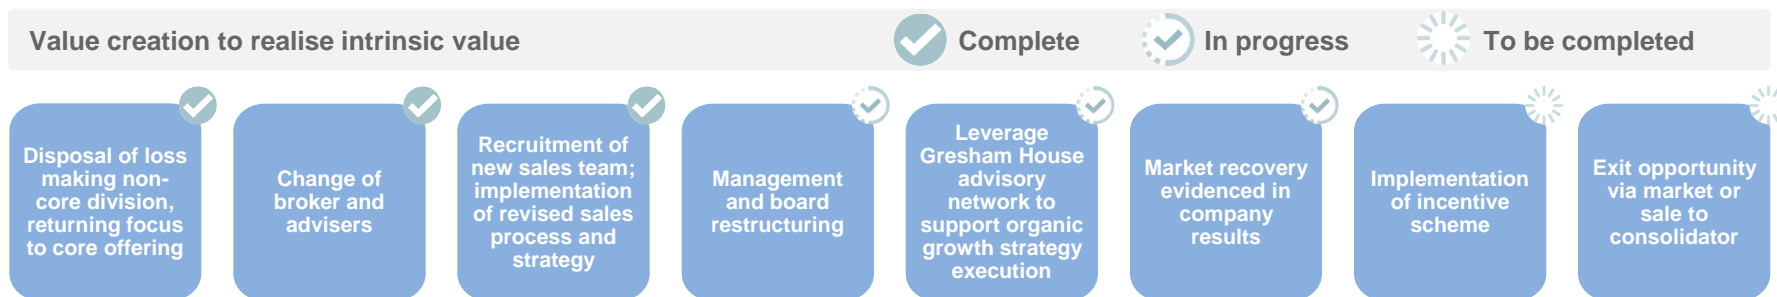 Value creation to realise intrinsic value
Complete
In progress
To be completed
Disposal of loss
making non-
core division,
returning focus
to core offering
Change of
broker and
advisers
Recruitment of
new sales team;
implementation
of revised sales
process and
strategy
Management
and board
restructuring
Leverage
Gresham House
advisory
network to
support organic
growth strategy
execution
Market recovery
evidenced in
company
results
Implementation
of incentive
scheme
Exit opportunity
via market or
sale to
consolidator